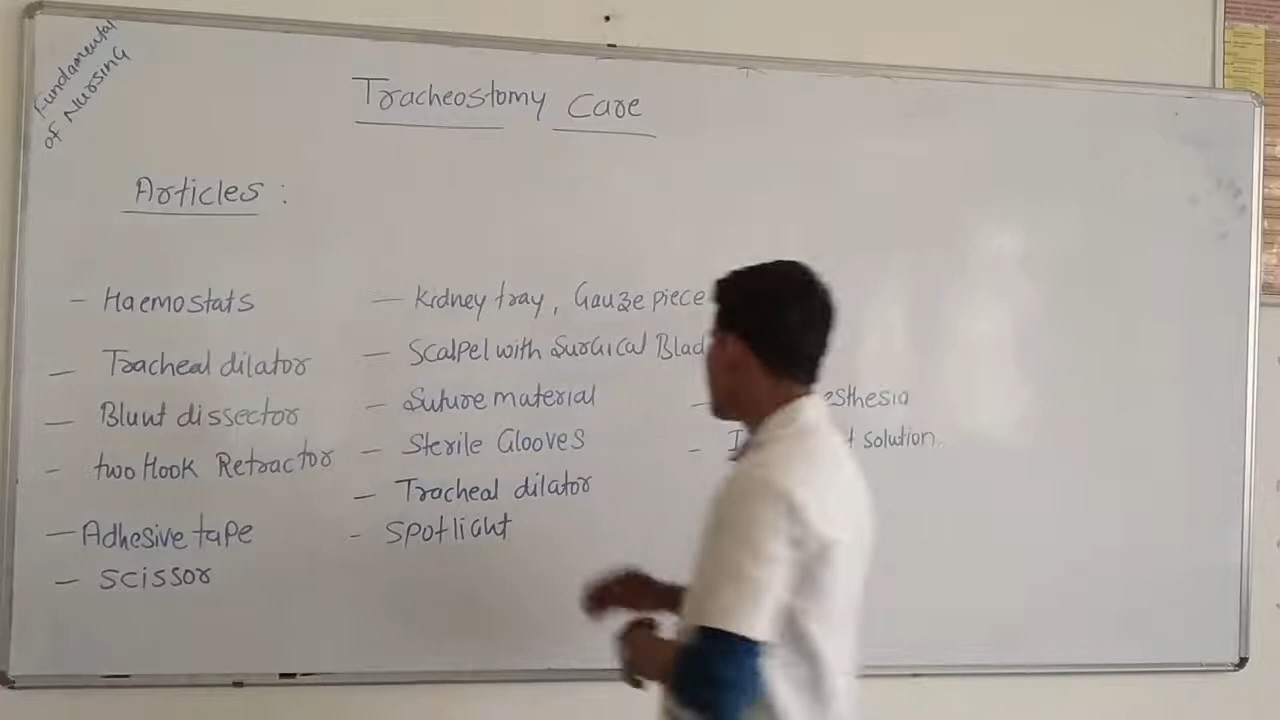 Fundamental
of Nursing
Tracheostomy Care
Articles :
- Haemostats
- Tracheal dilator
- Blunt dissector
- two Hook Retractor
- Adhesive tape
- Scissor
- Kidney tray, Gauze piece
- Scalpel with Surgical Blad
- Suture material
- Sterile Glooves
- Tracheal dilator
- Spotlight
- esthesia
- solution.